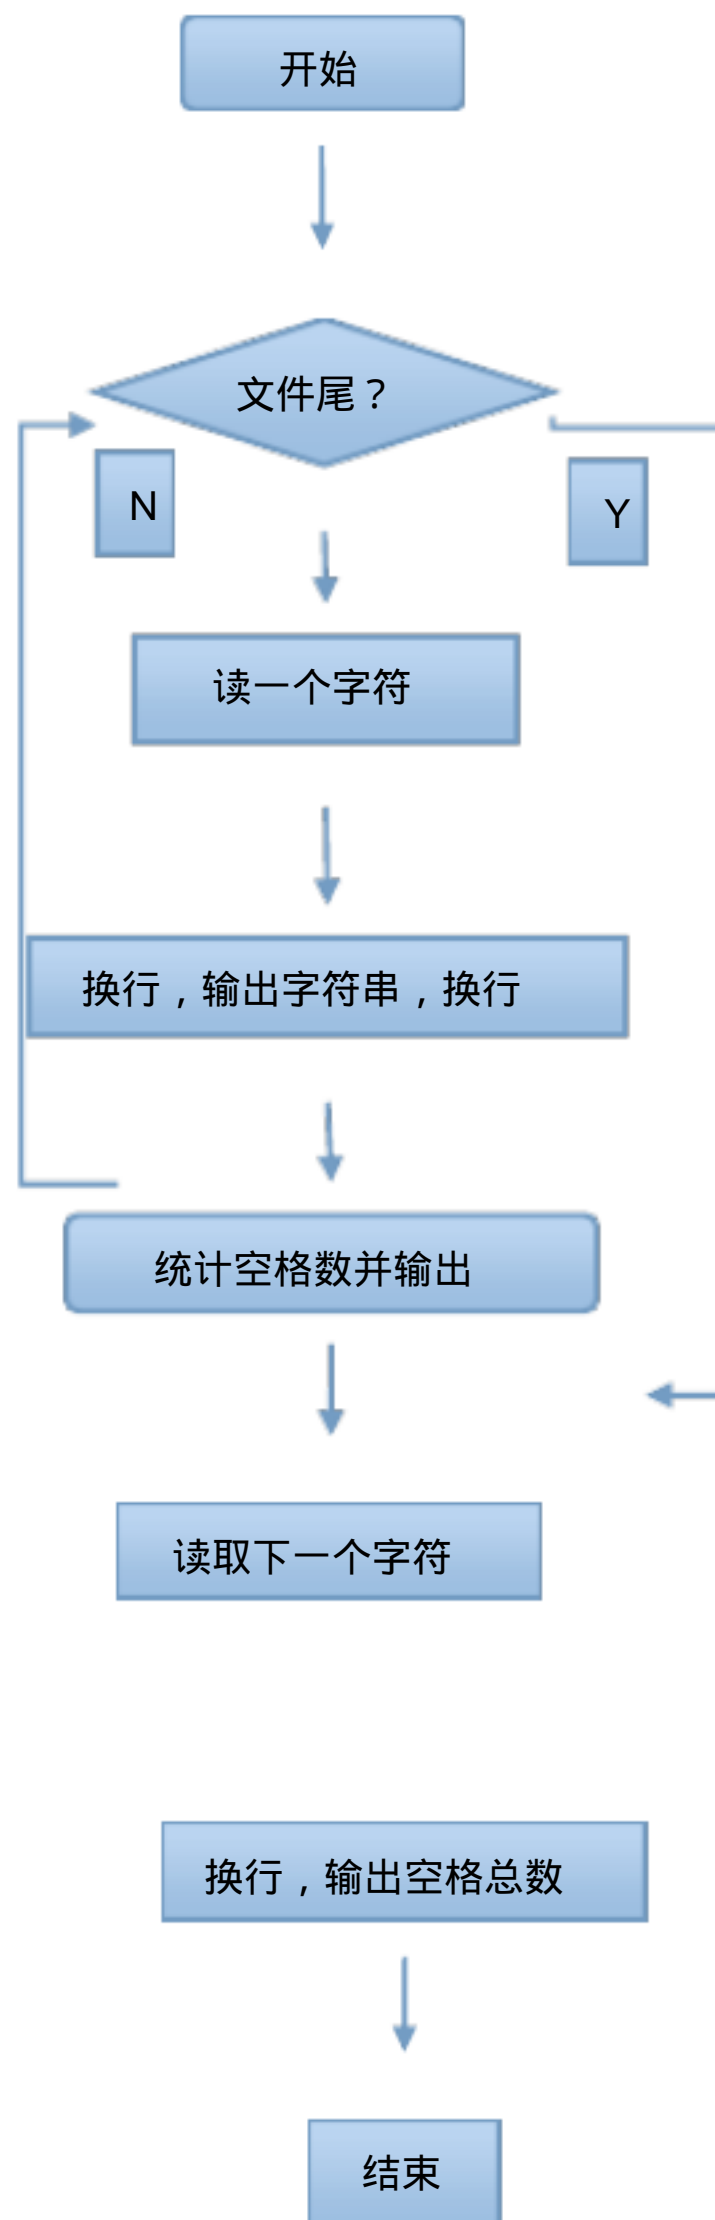 开始
文件尾？
N
Y
读一个字符
换行，输出字符串，换行
统计空格数并输出
读取下一个字符
换行，输出空格总数
结束